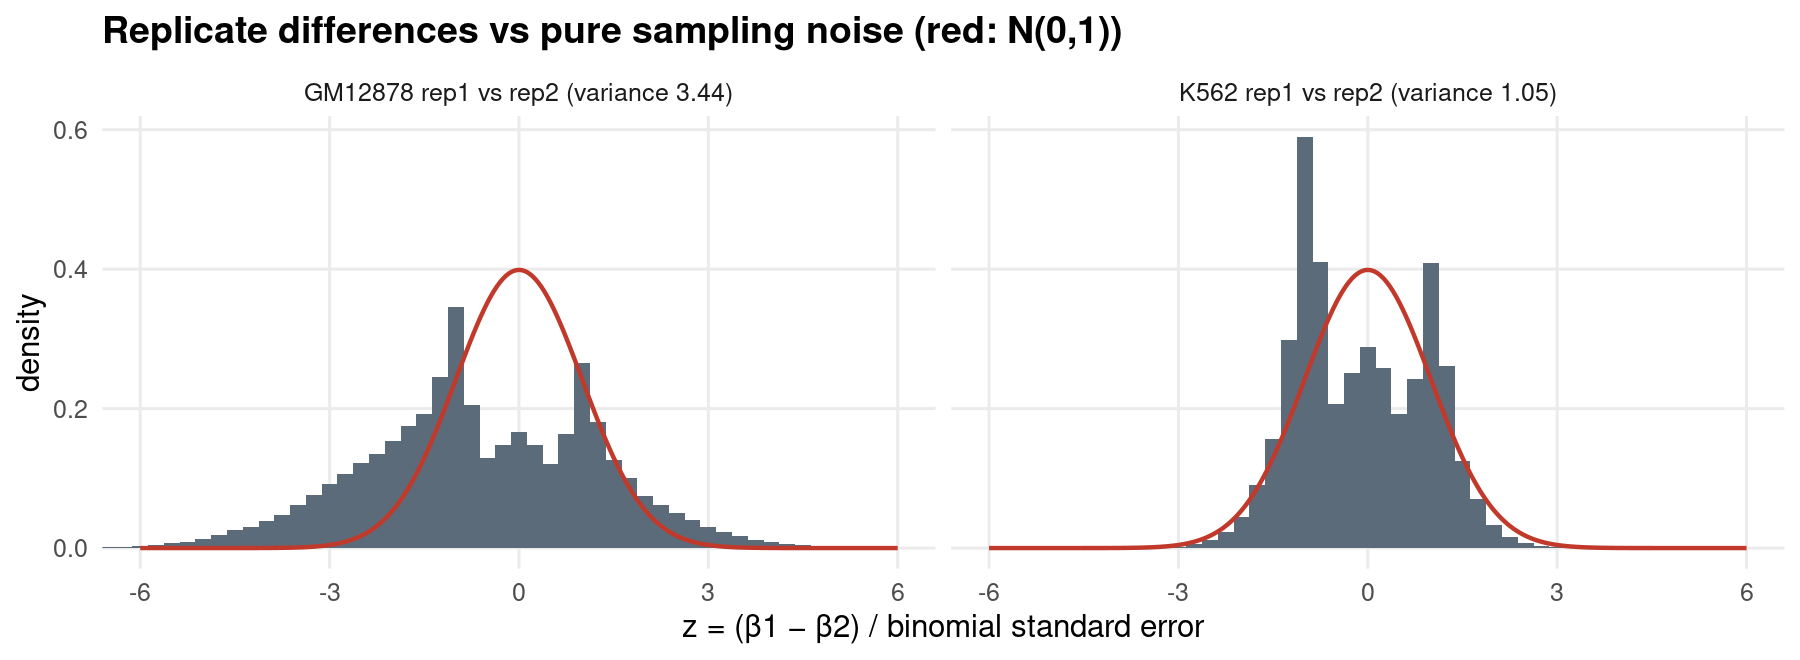 Replicate differences vs pure sampling noise (red: N(0,1))
GM12878 rep1 vs rep2 (variance 3.44)
K562 rep1 vs rep2 (variance 1.05)
density
0.6
0.4
0.2
0.0
-6 -3 0 3 6
-6 -3 0 3 6
z = (β1 − β2) / binomial standard error